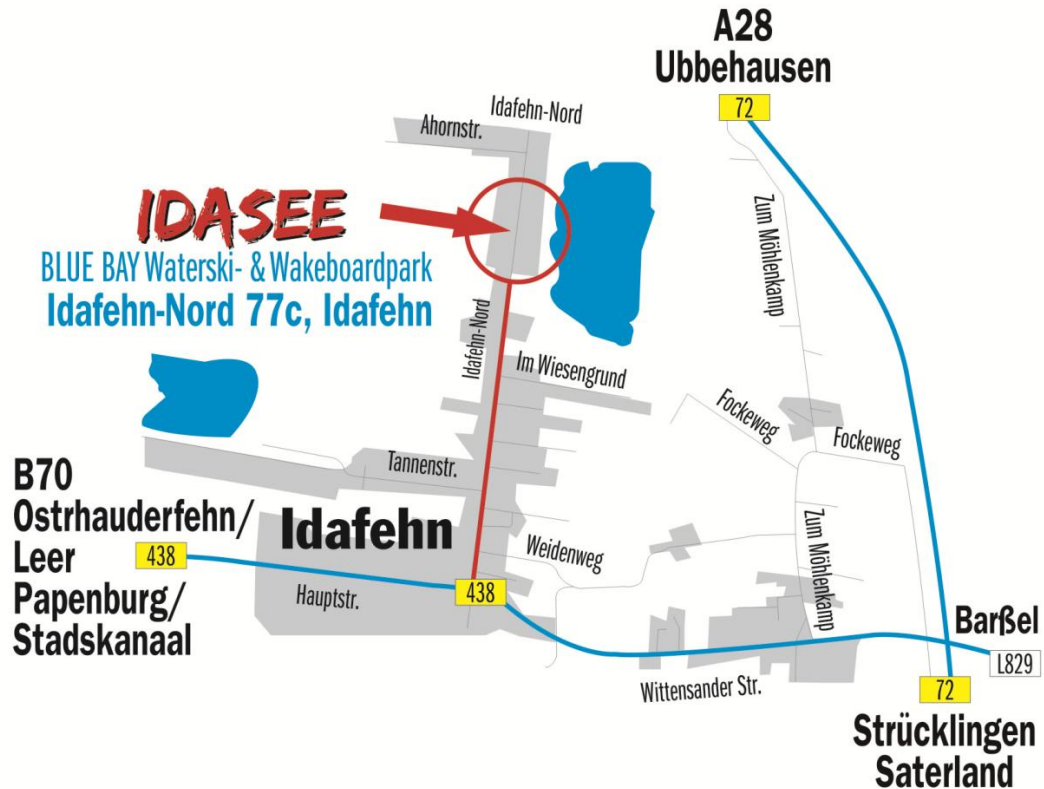 A28
Ubbehausen
72
Idafehn-Nord
Ahornstr.
IDASEE
BLUE BAY Waterski- & Wakeboardpark
Idafehn-Nord 77c, Idafehn
Zum Möhlenkamp
Idafehn-Nord
Im Wiesengrund
Fockeweg
Fockeweg
Tannenstr.
B70
Ostrhauderfehn/
Leer
Papenburg/
Stadskanaal
438
Idafehn
Hauptstr.
438
Weidenweg
Zum Möhlenkamp
Wittensander Str.
Barßel
L829
72
Strücklingen
Saterland